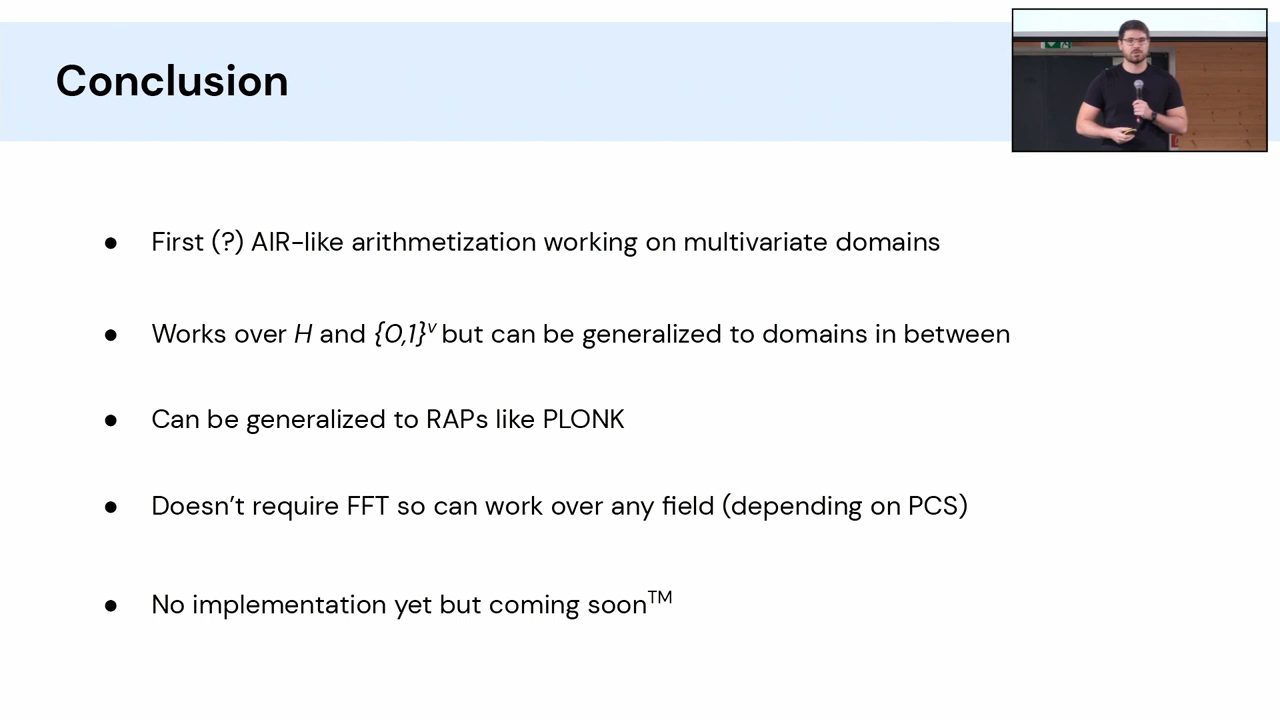 Conclusion
● First (?) AIR-like arithmetization working on multivariate domains
● Works over H and {0,1}ᵛ but can be generalized to domains in between
● Can be generalized to RAPs like PLONK
● Doesn’t require FFT so can work over any field (depending on PCS)
● No implementation yet but coming soon™